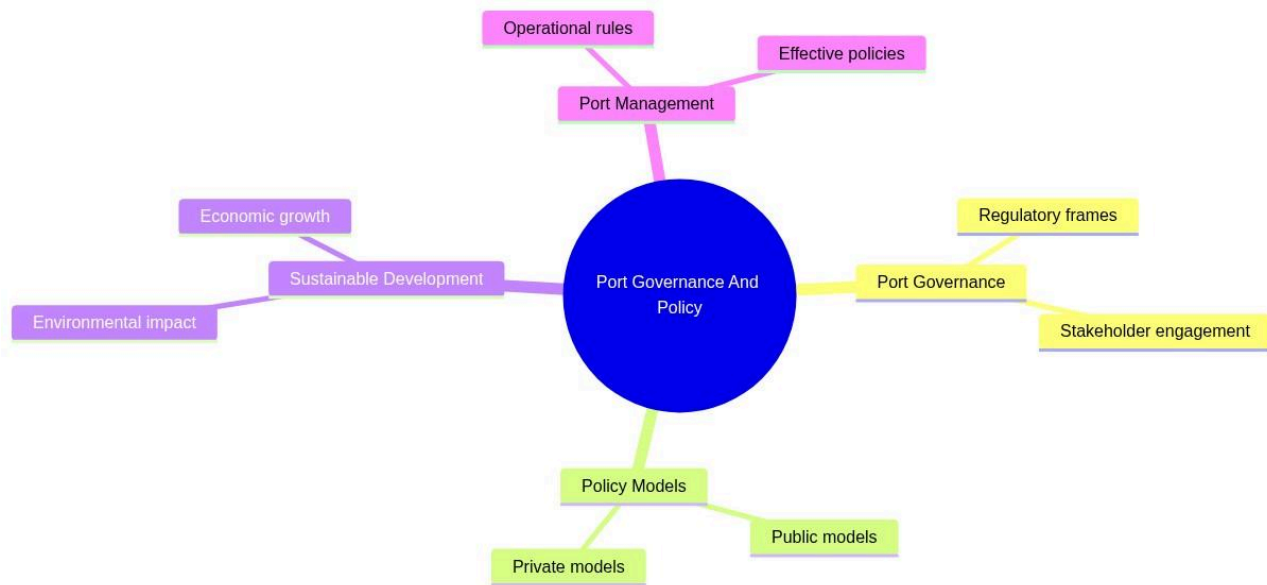 Operational rules
Effective policies
Port Management
Economic growth
Regulatory frames
Sustainable Development
Port Governance And
Policy
Port Governance
Environmental impact
Stakeholder engagement
Policy Models
Public models
Private models